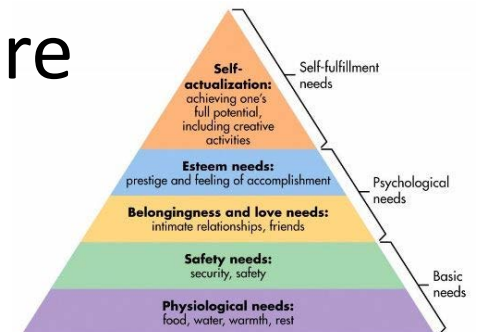 re
Self-
actualization:
achieving one's
full potential,
including creative
activities
Self-fulfillment
needs
Esteem needs:
prestige and feeling of accomplishment
Belongingness and love needs:
intimate relationships, friends
Psychological
needs
Safety needs:
security, safety
Physiological needs:
food, water, warmth, rest
Basic
needs